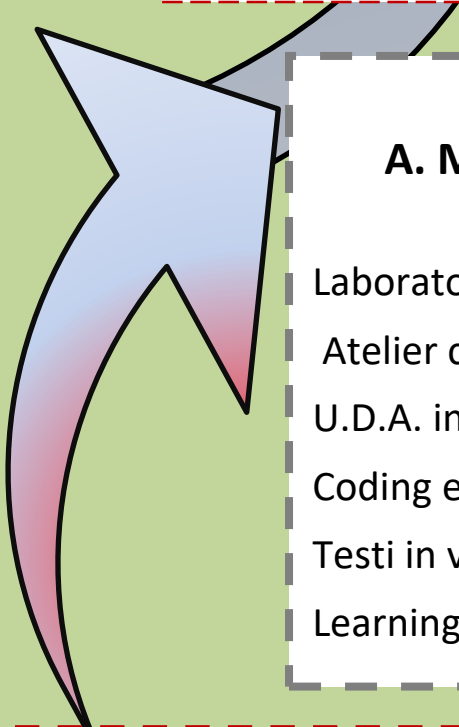 A. M
Laborato
Atelier c
U.D.A. in
Coding e
Testi in v
Learning